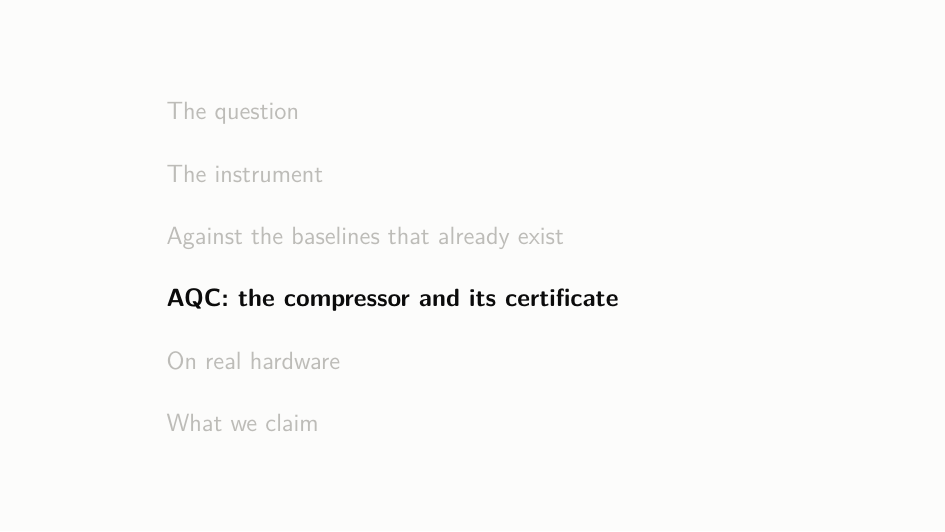 The question
The instrument
Against the baselines that already exist
AQC: the compressor and its certificate
On real hardware
What we claim